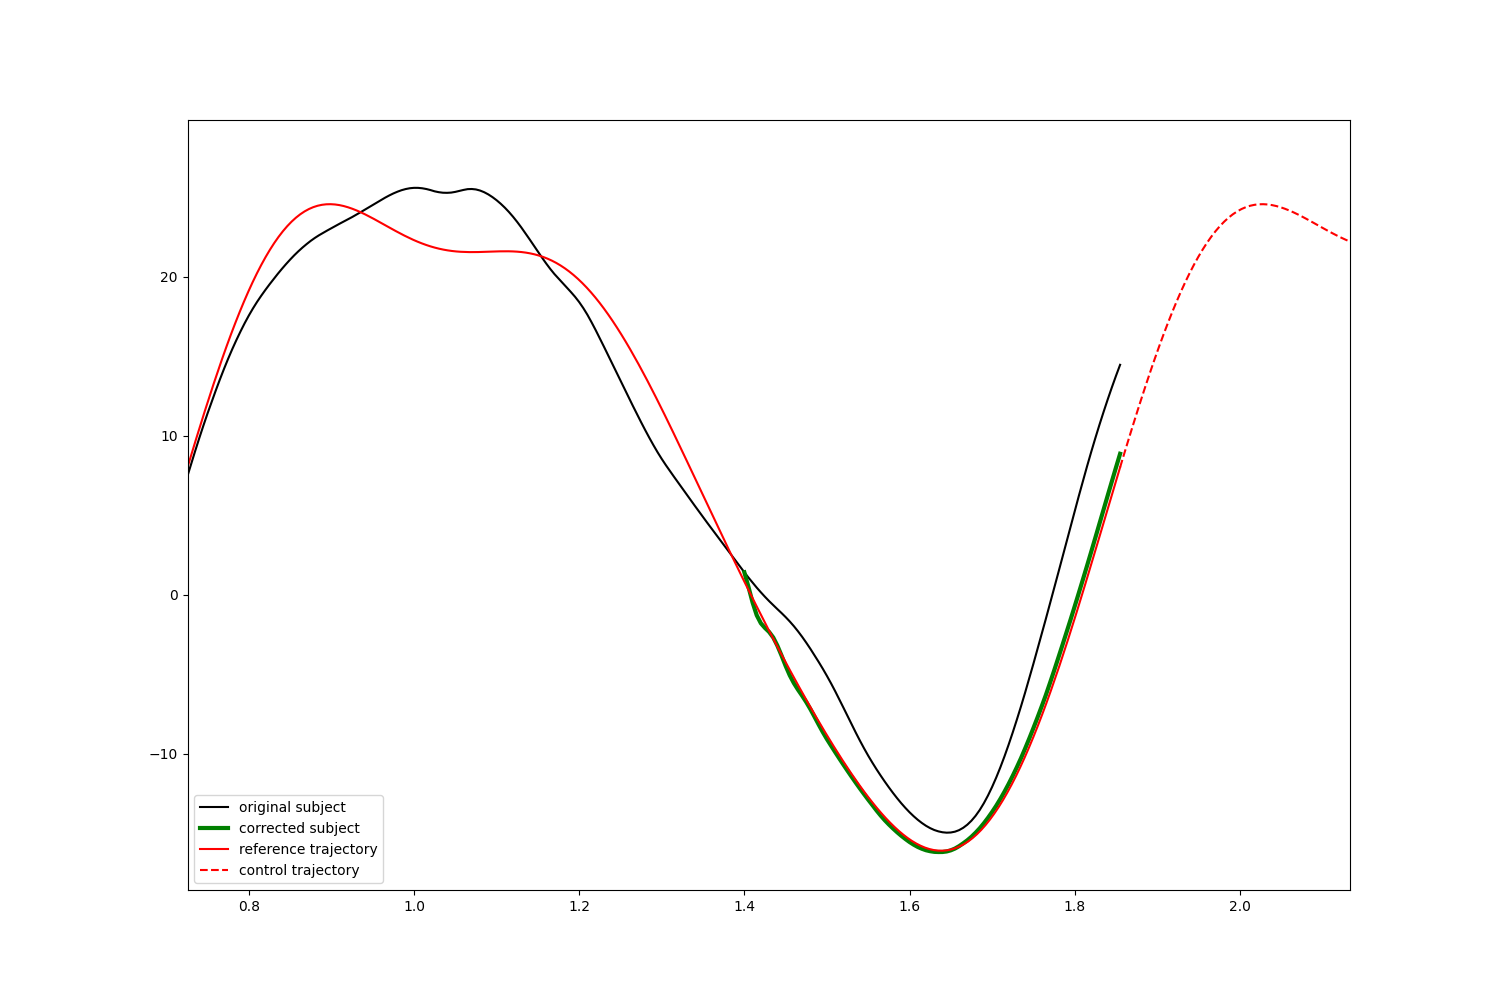 20
10
0
−10
original subject
corrected subject
reference trajectory
control trajectory
0.8 1.0 1.2 1.4 1.6 1.8 2.0